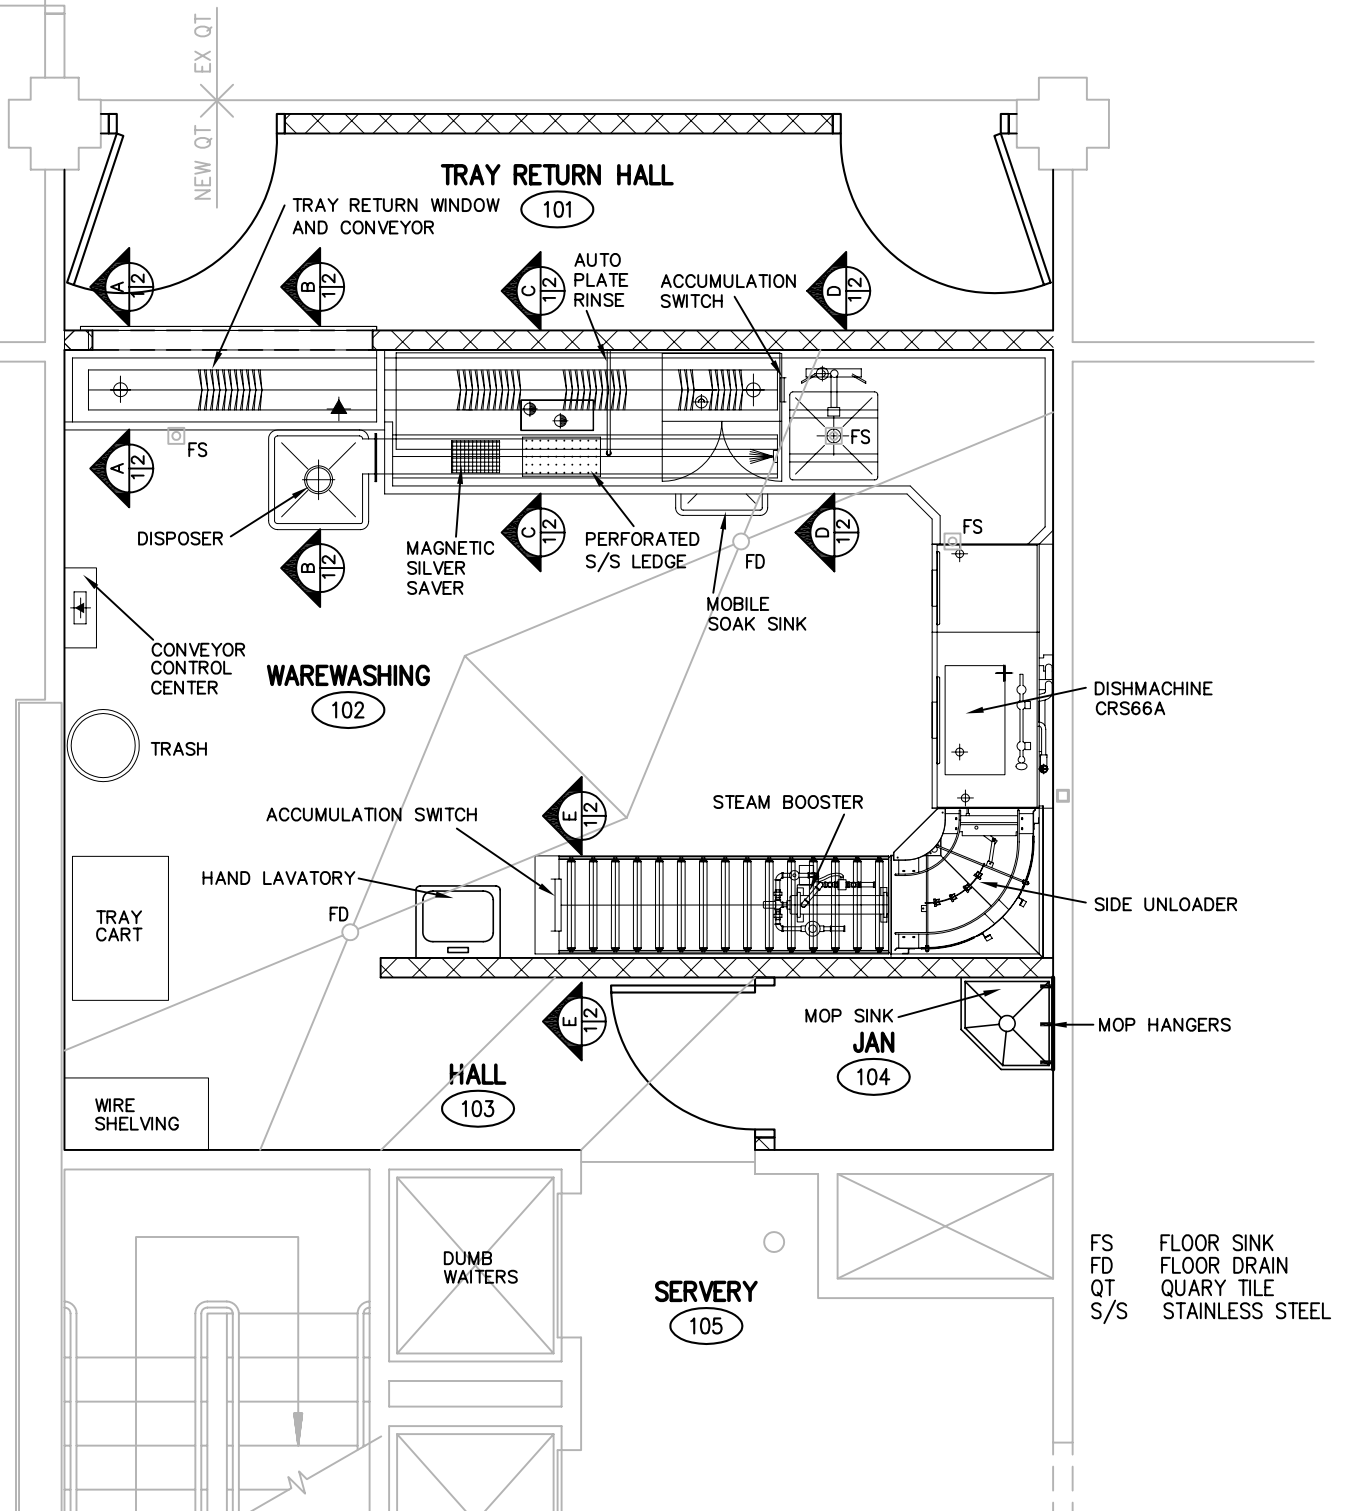 EX QT
NEW QT
TRAY RETURN HALL
101
TRAY RETURN WINDOW
AND CONVEYOR
AUTO
PLATE
RINSE
ACCUMULATION
SWITCH
A
1 2
B
1 2
C
1 2
D
1 2
FS
FS
A
1 2
B
1 2
C
1 2
D
1 2
DISPOSER
MAGNETIC
SILVER
SAVER
PERFORATED
S/S LEDGE
FD
FS
MOBILE
SOAK SINK
CONVEYOR
CONTROL
CENTER
WAREWASHING
102
DISHMACHINE
CRS66A
TRASH
STEAM BOOSTER
ACCUMULATION SWITCH
E
1 2
HAND LAVATORY
FD
TRAY
CART
SIDE UNLOADER
E
1 2
MOP SINK
MOP HANGERS
JAN
104
HALL
103
WIRE
SHELVING
DUMB
WAITERS
SERVERY
105
FS FLOOR SINK
FD FLOOR DRAIN
QT QUARY TILE
S/S STAINLESS STEEL